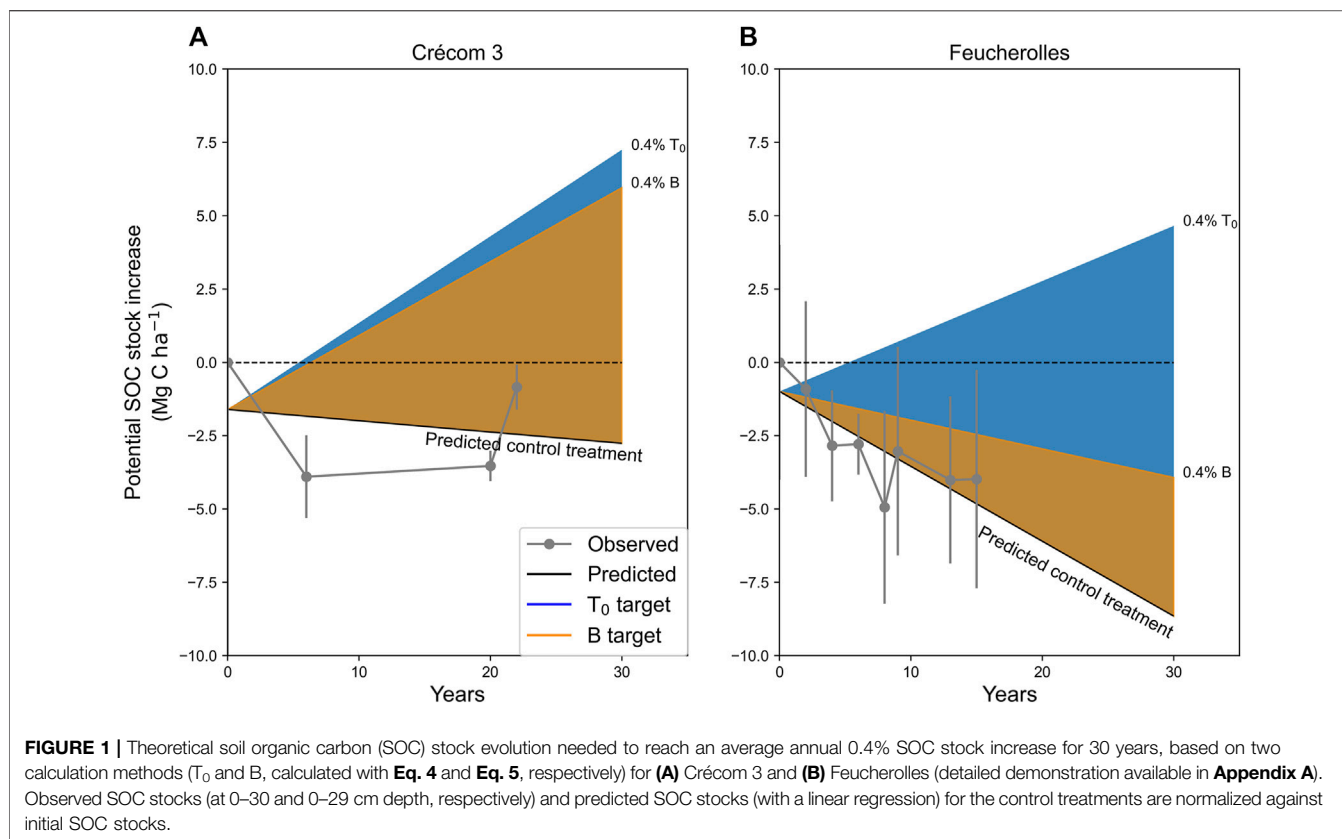 A
Crécom 3
10.0
7.5
5.0
2.5
0.0
−2.5
−5.0
−7.5
−10.0
Potential SOC stock increase
(Mg C ha⁻¹)
0.4% T₀
0.4% B
Predicted control treatment
Observed
Predicted
T₀ target
B target
0
10
20
30
Years
B
Feucherolles
10.0
7.5
5.0
2.5
0.0
−2.5
−5.0
−7.5
−10.0
0.4% T₀
0.4% B
Predicted control treatment
0
10
20
30
Years
FIGURE 1 | Theoretical soil organic carbon (SOC) stock evolution needed to reach an average annual 0.4% SOC stock increase for 30 years, based on two
calculation methods (T₀ and B, calculated with Eq. 4 and Eq. 5, respectively) for (A) Crécom 3 and (B) Feucherolles (detailed demonstration available in Appendix A).
Observed SOC stocks (at 0–30 and 0–29 cm depth, respectively) and predicted SOC stocks (with a linear regression) for the control treatments are normalized against
initial SOC stocks.